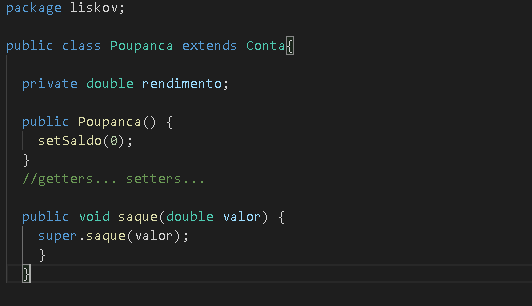 package liskov;
public class Poupanca extends Conta{
private double rendimento;
public Poupanca() {
setSaldo(0);
}
//getters... setters...
public void saque(double valor) {
super.saque(valor);
}
}